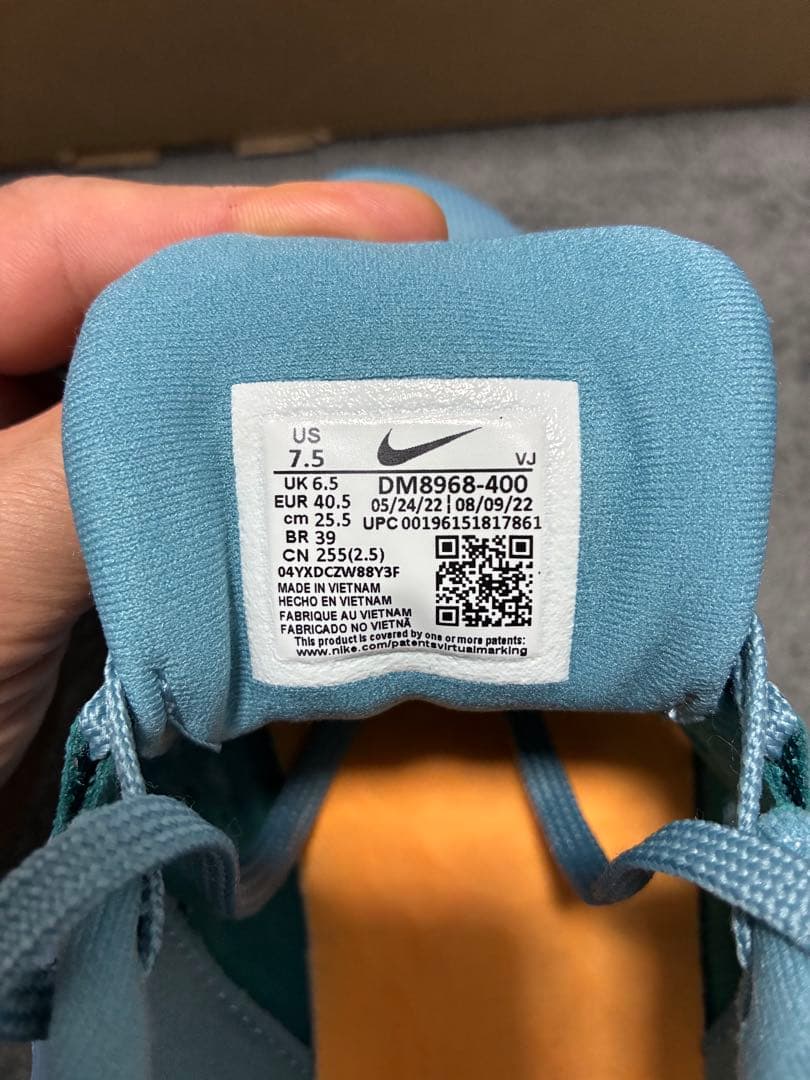 US
7.5
VJ
UK 6.5
DM8968-400
EUR 40.5
05/24/22 | 08/09/22
cm 25.5
UPC 00196151817861
BR 39
CN 255(2.5)
04YXDCZW88Y3F
MADE IN VIETNAM
HECHO EN VIETNAM
FABRIQUE AU VIETNAM
FABRICADO NO VIETNÃ
This product is covered by one or more patents:
www.nike.com/patentsvirtualmarking